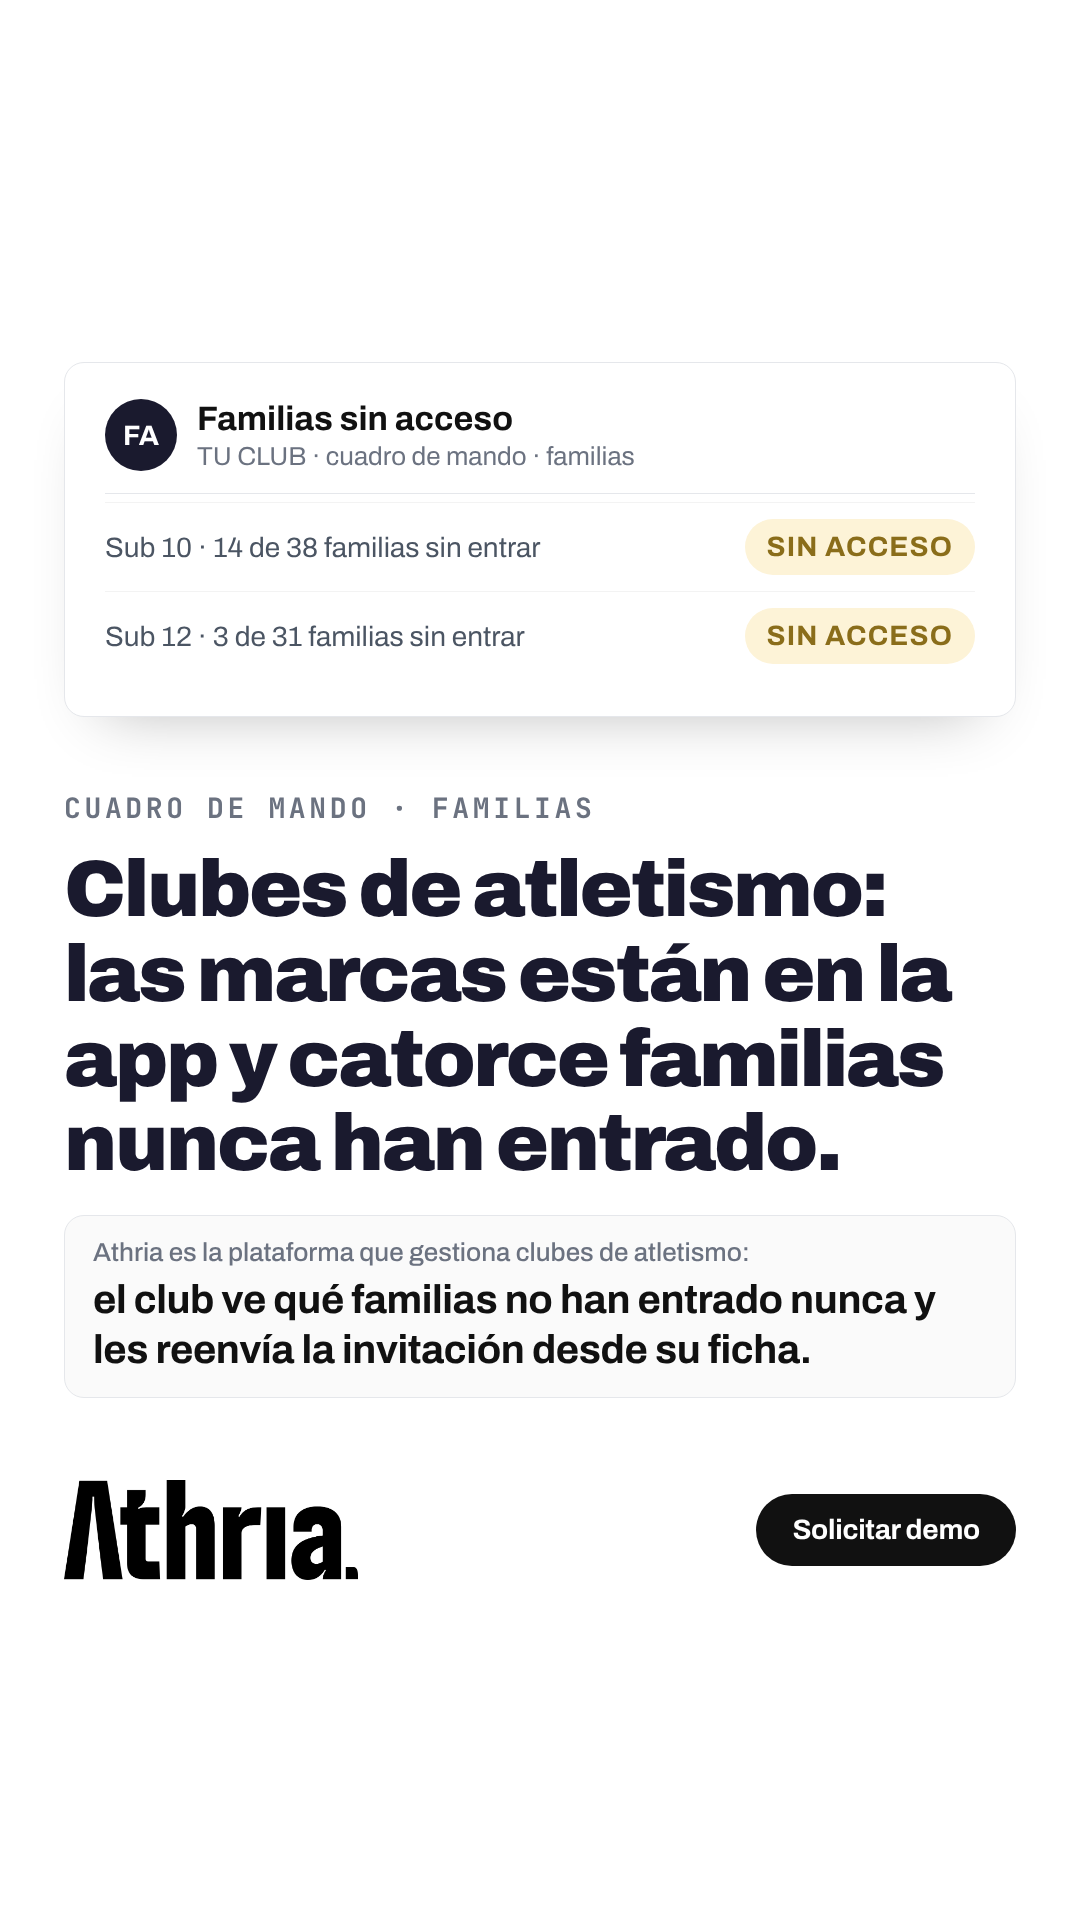 FA
Familias sin acceso
TU CLUB · cuadro de mando · familias
Sub 10 · 14 de 38 familias sin entrar
SIN ACCESO
Sub 12 · 3 de 31 familias sin entrar
SIN ACCESO
CUADRO DE MANDO · FAMILIAS
Clubes de atletismo:
las marcas están en la
app y catorce familias
nunca han entrado.
Athria es la plataforma que gestiona clubes de atletismo:
el club ve qué familias no han entrado nunca y
les reenvía la invitación desde su ficha.
Athria.
Solicitar demo